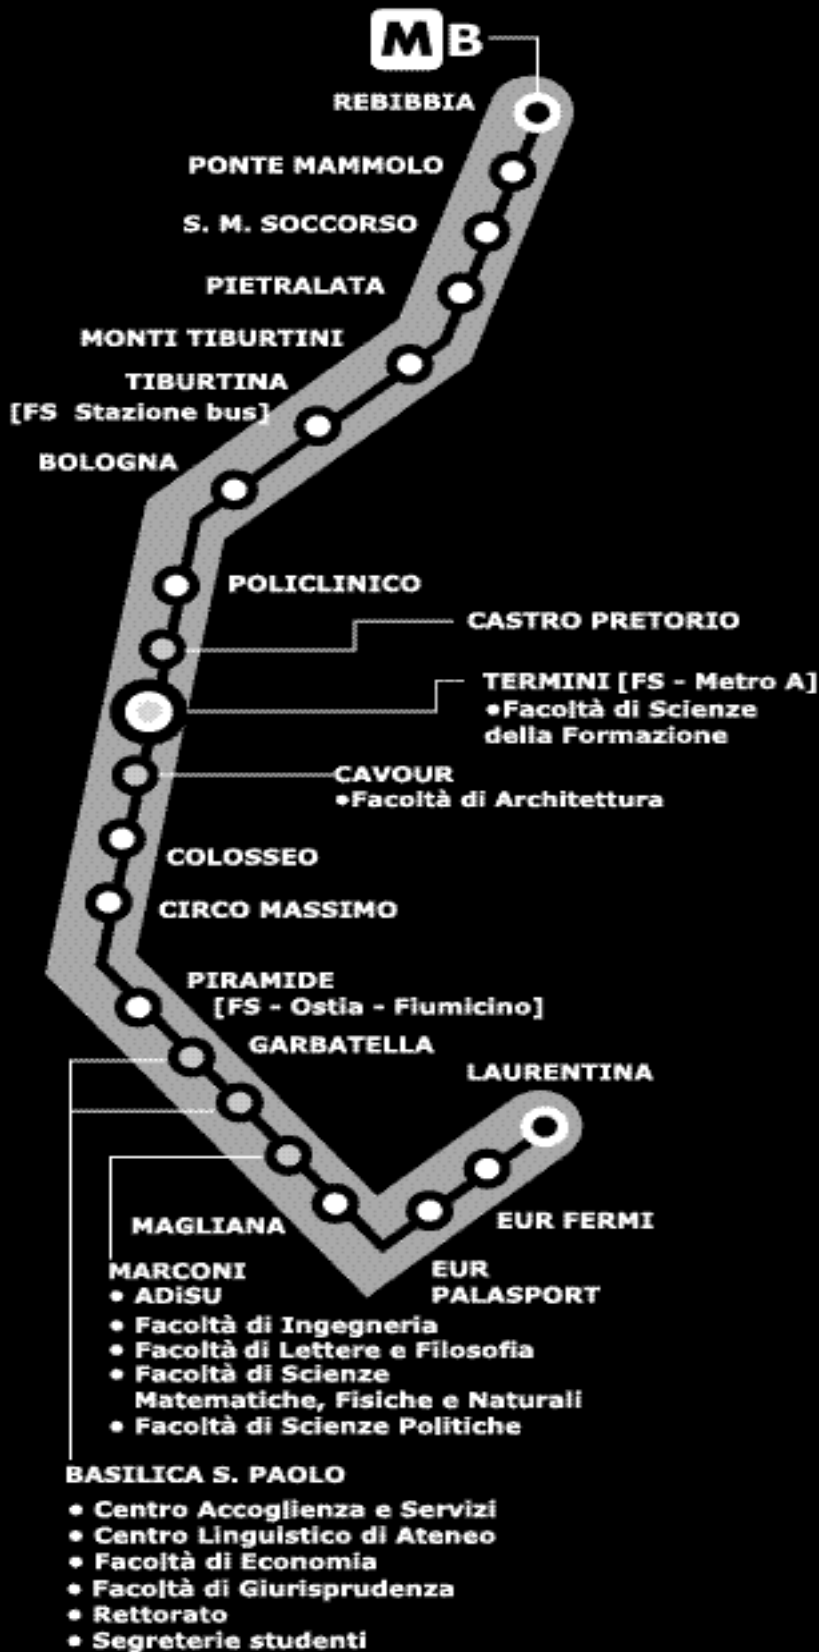 M B
REBIBBIA
PONTE MAMMOLO
S. M. SOCCORSO
PIETRALATA
MONTI TIBURTINI
TIBURTINA
[FS Stazione bus]
BOLOGNA
POLICLINICO
CASTRO PRETORIO
TERMINI [FS - Metro A]
•Facoltà di Scienze
della Formazione
CAVOUR
•Facoltà di Architettura
COLOSSEO
CIRCO MASSIMO
PIRAMIDE
[FS - Ostia - Fiumicino]
GARBATELLA
LAURENTINA
MAGLIANA
EUR FERMI
EUR
PALASPORT
MARCONI
• ADiSU
• Facoltà di Ingegneria
• Facoltà di Lettere e Filosofia
• Facoltà di Scienze
Matematiche, Fisiche e Naturali
• Facoltà di Scienze Politiche
BASILICA S. PAOLO
• Centro Accoglienza e Servizi
• Centro Linguistico di Ateneo
• Facoltà di Economia
• Facoltà di Giurisprudenza
• Rettorato
• Segreterie studenti